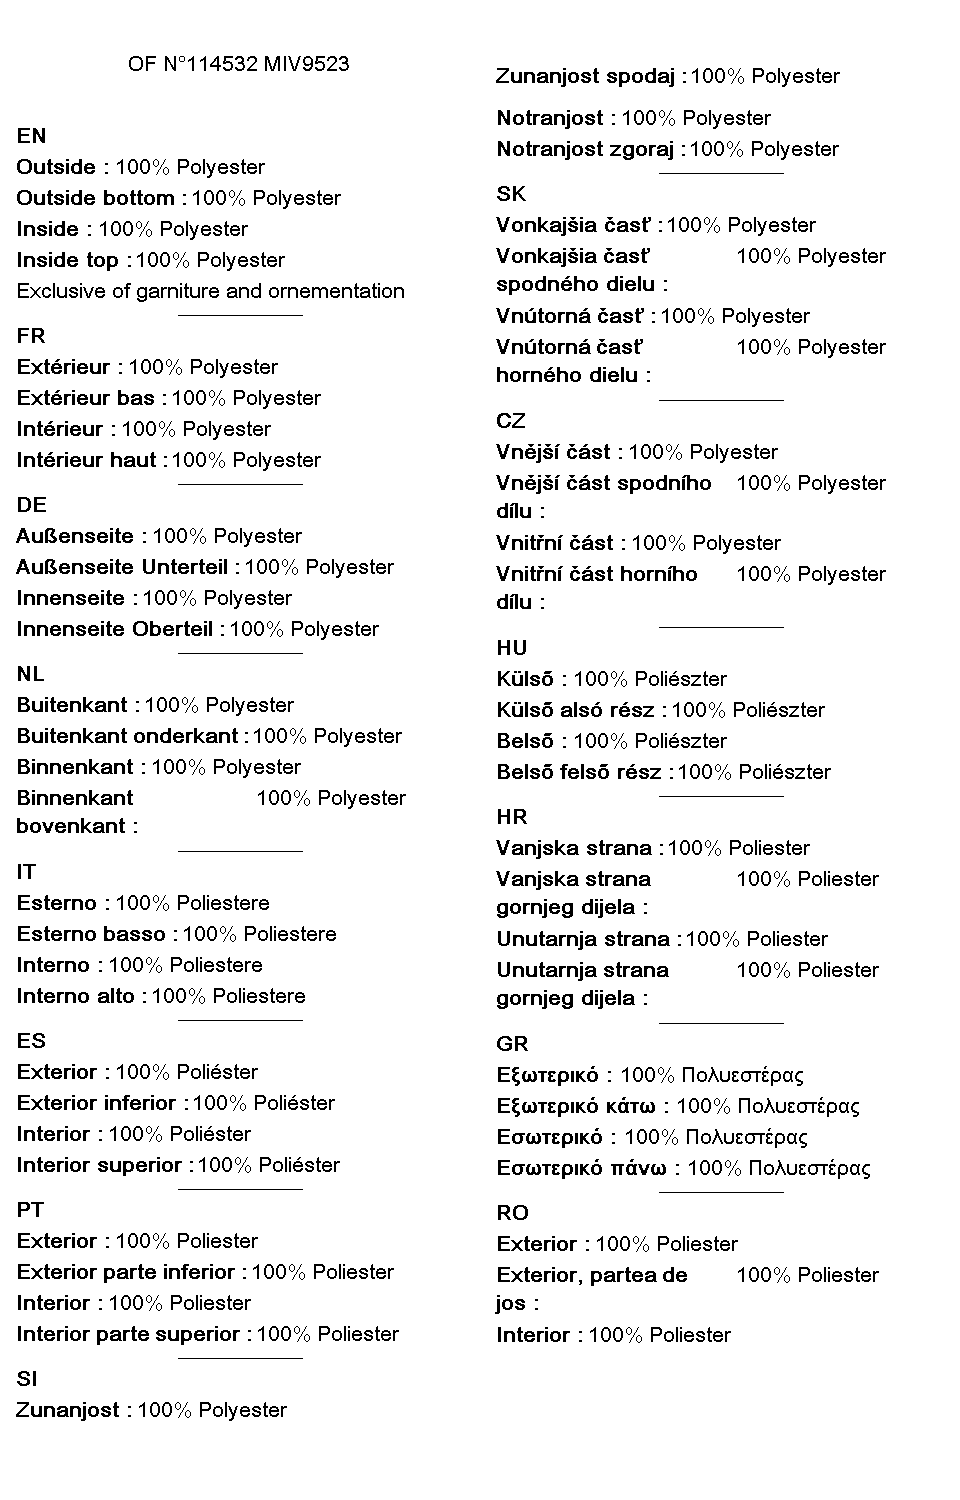 OF N°114532 MIV9523
EN
Outside : 100% Polyester
Outside bottom : 100% Polyester
Inside : 100% Polyester
Inside top : 100% Polyester
Exclusive of garniture and ornementation
FR
Extérieur : 100% Polyester
Extérieur bas : 100% Polyester
Intérieur : 100% Polyester
Intérieur haut : 100% Polyester
DE
Außenseite : 100% Polyester
Außenseite Unterteil : 100% Polyester
Innenseite : 100% Polyester
Innenseite Oberteil : 100% Polyester
NL
Buitenkant : 100% Polyester
Buitenkant onderkant : 100% Polyester
Binnenkant : 100% Polyester
Binnenkant 100% Polyester
bovenkant :
IT
Esterno : 100% Poliestere
Esterno basso : 100% Poliestere
Interno : 100% Poliestere
Interno alto : 100% Poliestere
ES
Exterior : 100% Poliéster
Exterior inferior : 100% Poliéster
Interior : 100% Poliéster
Interior superior : 100% Poliéster
PT
Exterior : 100% Poliester
Exterior parte inferior : 100% Poliester
Interior : 100% Poliester
Interior parte superior : 100% Poliester
SI
Zunanjost : 100% Polyester
Zunanjost spodaj : 100% Polyester
Notranjost : 100% Polyester
Notranjost zgoraj : 100% Polyester
SK
Vonkajšia časť : 100% Polyester
Vonkajšia časť 100% Polyester
spodného dielu :
Vnútorná časť : 100% Polyester
Vnútorná časť 100% Polyester
horného dielu :
CZ
Vnější část : 100% Polyester
Vnější část spodního 100% Polyester
dílu :
Vnitřní část : 100% Polyester
Vnitřní část horního 100% Polyester
dílu :
HU
Külső : 100% Poliészter
Külső alsó rész : 100% Poliészter
Belső : 100% Poliészter
Belső felső rész : 100% Poliészter
HR
Vanjska strana : 100% Poliester
Vanjska strana 100% Poliester
gornjeg dijela :
Unutarnja strana : 100% Poliester
Unutarnja strana 100% Poliester
gornjeg dijela :
GR
Εξωτερικό : 100% Πολυεστέρας
Εξωτερικό κάτω : 100% Πολυεστέρας
Εσωτερικό : 100% Πολυεστέρας
Εσωτερικό πάνω : 100% Πολυεστέρας
RO
Exterior : 100% Poliester
Exterior, partea de 100% Poliester
jos :
Interior : 100% Poliester